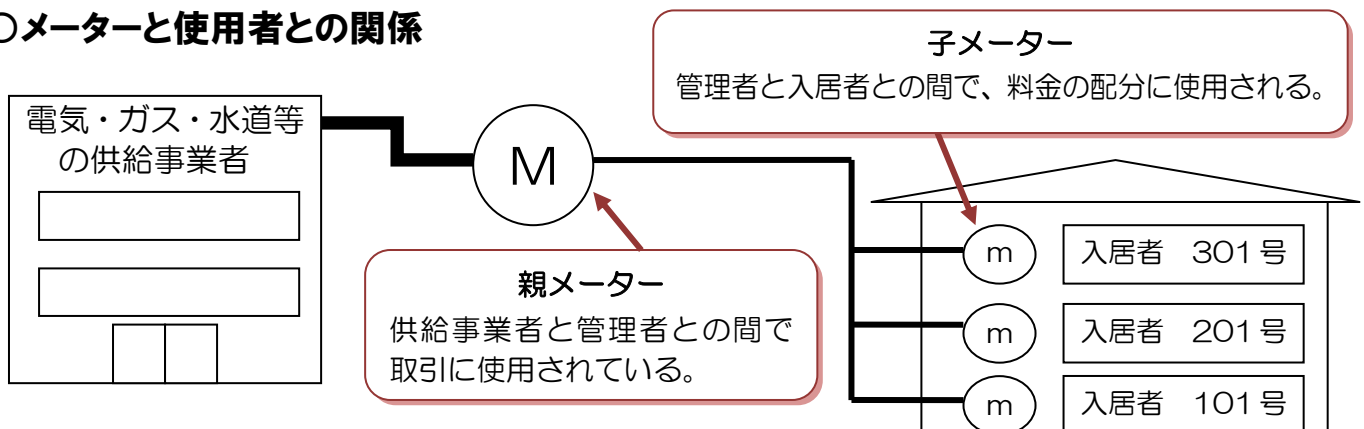 ○メーターと使用者との関係
子メーター
管理者と入居者との間で、料金の配分に使用される。
電気・ガス・水道等
の供給事業者
M
親メーター
供給事業者と管理者との間で
取引に使用されている。
m 入居者 301号
m 入居者 201号
m 入居者 101号